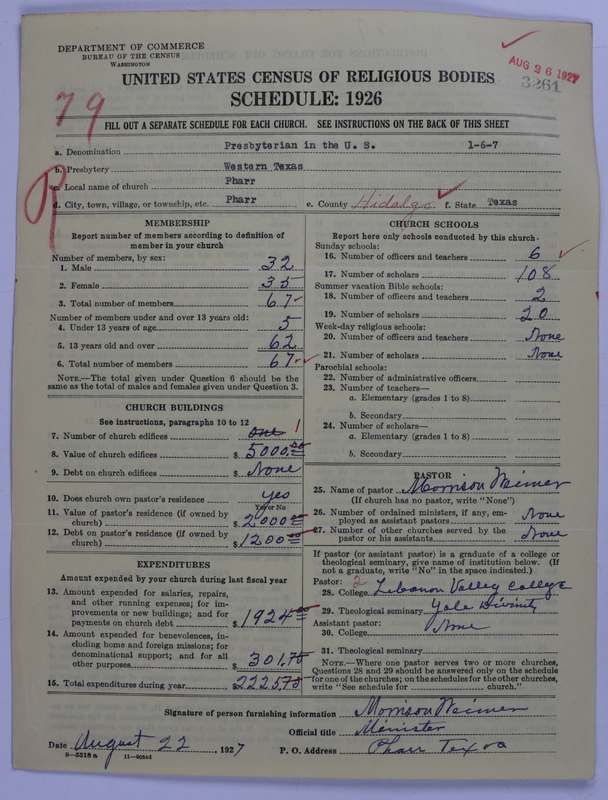 DEPARTMENT OF COMMERCE
BUREAU OF THE CENSUS
WASHINGTON
AUG 26 1927
3261
UNITED STATES CENSUS OF RELIGIOUS BODIES
SCHEDULE: 1926
79
FILL OUT A SEPARATE SCHEDULE FOR EACH CHURCH. SEE INSTRUCTIONS ON THE BACK OF THIS SHEET
a. Denomination Presbyterian in the U. S. 1-6-7
b. Presbytery Western Texas
c. Local name of church Pharr
d. City, town, village, or township, etc. Pharr e. County Hidalgo f. State Texas
MEMBERSHIP
Report number of members according to definition of
member in your church
Number of members, by sex:
1. Male 32
2. Female 35
3. Total number of members 67
Number of members under and over 13 years old:
4. Under 13 years of age 5
5. 13 years old and over 62
6. Total number of members 67
NOTE.—The total given under Question 6 should be
same as the total of males and females given under Question 3.
CHURCH BUILDINGS
See instructions, paragraphs 10 to 12
7. Number of church edifices one 1
8. Value of church edifices $ 5000.00
9. Debt on church edifices $ None
10. Does church own pastor's residence yes
Yes or No
11. Value of pastor's residence (if owned by
church) $ 2000.00
12. Debt on pastor's residence (if owned by
church) $ 1200.00
EXPENDITURES
Amount expended by your church during last fiscal year
13. Amount expended for salaries, repairs,
and other running expenses; for im-
provements or new buildings; and for
payments on church debt $ 1924.00
14. Amount expended for benevolences, in-
cluding home and foreign missions; for
denominational support; and for all
other purposes $ 301.75
15. Total expenditures during year $ 2225.75
CHURCH SCHOOLS
Report here only schools conducted by this church.
Sunday schools:
16. Number of officers and teachers 6
17. Number of scholars 108
Summer vacation Bible schools:
18. Number of officers and teachers 2
19. Number of scholars 20
Week-day religious schools:
20. Number of officers and teachers None
21. Number of scholars None
Parochial schools:
22. Number of administrative officers
23. Number of teachers—
a. Elementary (grades 1 to 8)
b. Secondary
24. Number of scholars—
a. Elementary (grades 1 to 8)
b. Secondary
PASTOR
25. Name of pastor Morrison Weimer
(If church has no pastor, write "None")
26. Number of ordained ministers, if any, em-
ployed as assistant pastors None
27. Number of other churches served by the
pastor or his assistants None
If pastor (or assistant pastor) is a graduate of a college or
theological seminary, give name of institution below. (If
not a graduate, write "No" in the space indicated.)
Pastor: 2
28. College Lebanon Valley College
29. Theological seminary Yale Divinity
Assistant pastor:
30. College None
31. Theological seminary
NOTE.—Where one pastor serves two or more churches,
Questions 28 and 29 should be answered only on the schedule
for one of the churches; on the schedules for the other churches,
write "See schedule for church."
Signature of person furnishing information Morrison Weimer
Official title Minister
Date August 22, 1927 P. O. Address Pharr Texas
8—5518 a 11—9050d